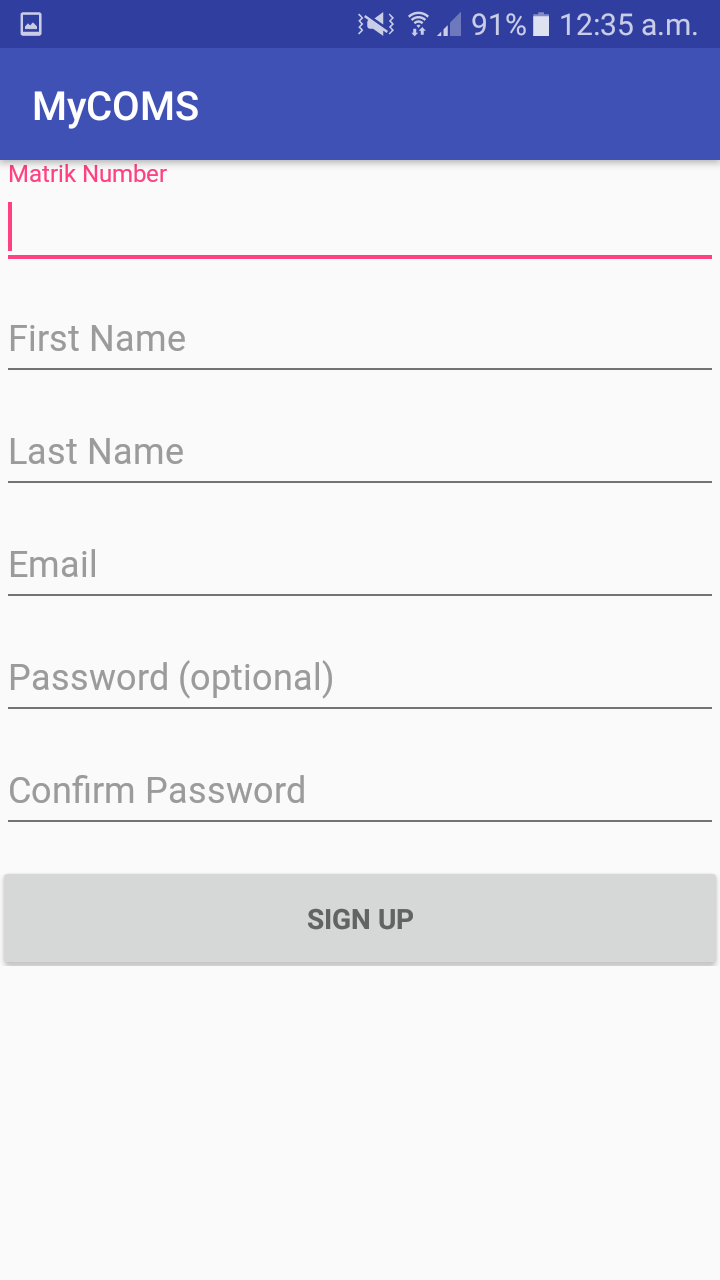 91% 12:35 a.m.
MyCOMS
Matrik Number
First Name
Last Name
Email
Password (optional)
Confirm Password
SIGN UP